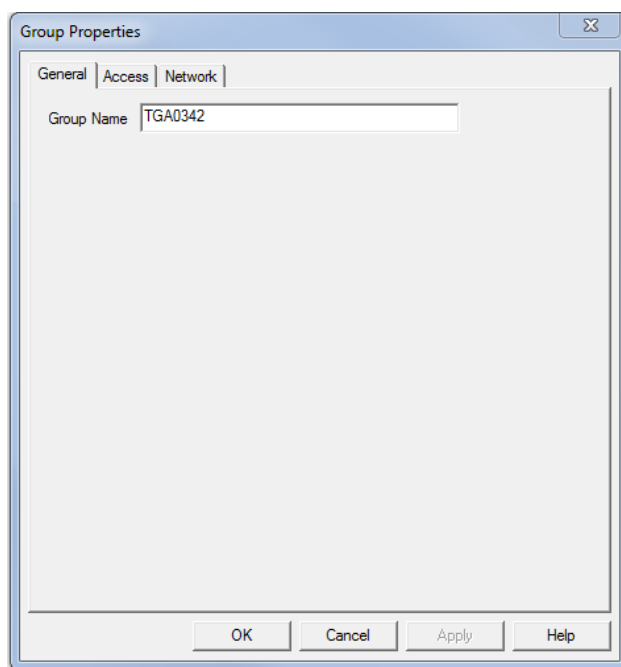 Group Properties
General Access Network
Group Name TGA0342
OK Cancel Apply Help